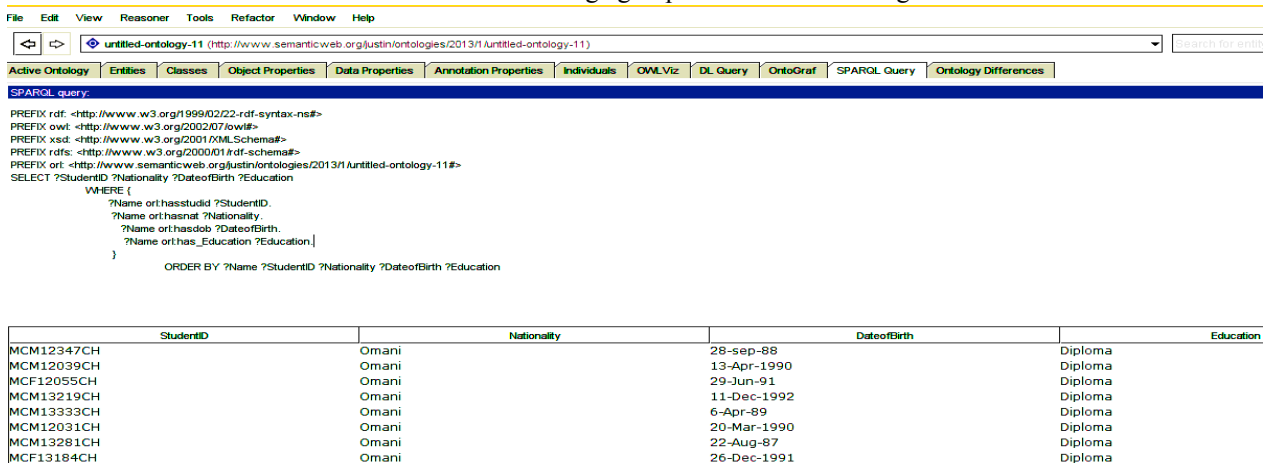 File Edit View Reasoner Tools Refactor Window Help
untitled-ontology-11 (http://www.semanticweb.org/justin/ontologies/2013/1/untitled-ontology-11)
Search for entity
Active Ontology Entities Classes Object Properties Data Properties Annotation Properties Individuals OWLViz DL Query OntoGraf SPARQL Query Ontology Differences
SPARQL query:
PREFIX rdf: <http://www.w3.org/1999/02/22-rdf-syntax-ns#>
PREFIX owl: <http://www.w3.org/2002/07/owl#>
PREFIX xsd: <http://www.w3.org/2001/XMLSchema#>
PREFIX rdfs: <http://www.w3.org/2000/01/rdf-schema#>
PREFIX orl: <http://www.semanticweb.org/justin/ontologies/2013/1/untitled-ontology-11#>
SELECT ?StudentID ?Nationality ?DateofBirth ?Education
WHERE {
?Name orl:hasstudid ?StudentID.
?Name orl:hasnat ?Nationality.
?Name orl:hasdob ?DateofBirth.
?Name orl:has_Education ?Education.
}
ORDER BY ?Name ?StudentID ?Nationality ?DateofBirth ?Education
StudentID Nationality DateofBirth Education
MCM12347CH Omani 28-sep-88 Diploma
MCM12039CH Omani 13-Apr-1990 Diploma
MCF12055CH Omani 29-Jun-91 Diploma
MCM13219CH Omani 11-Dec-1992 Diploma
MCM13333CH Omani 6-Apr-89 Diploma
MCM12031CH Omani 20-Mar-1990 Diploma
MCM13281CH Omani 22-Aug-87 Diploma
MCF13184CH Omani 26-Dec-1991 Diploma